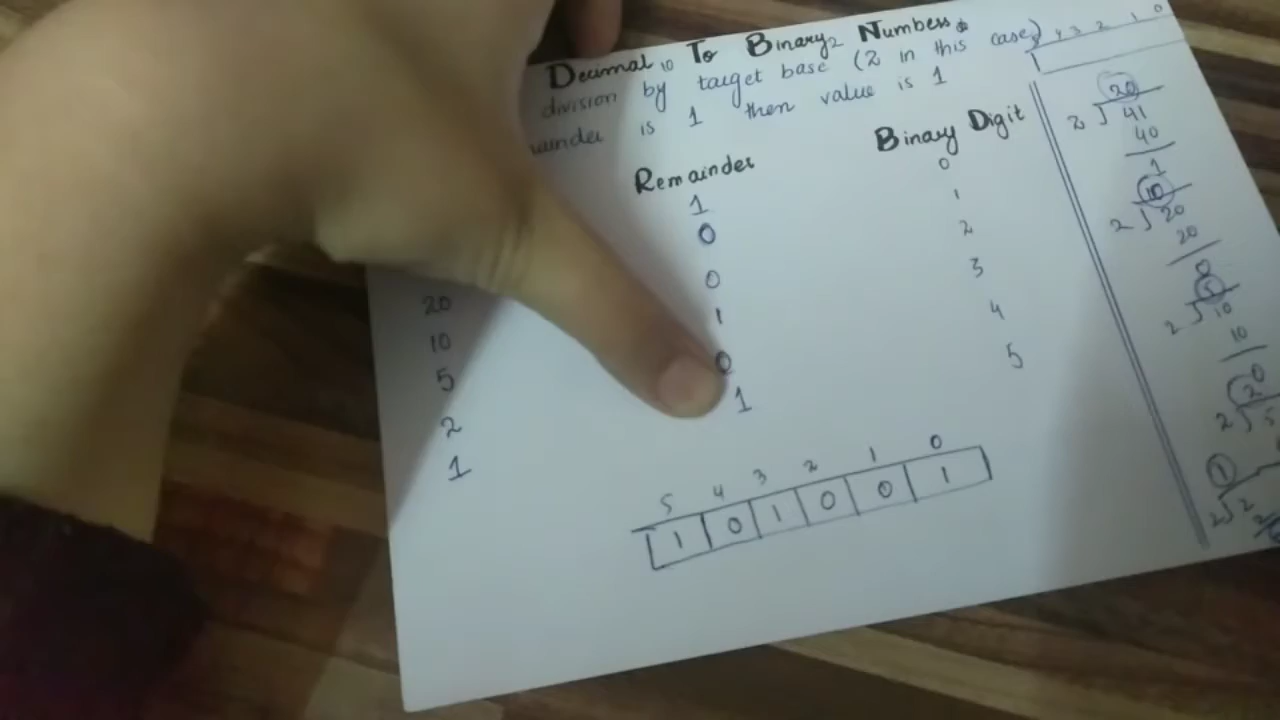 Decimal 10 To Binary2 Numbers
division by target base (2 in this case)
is 1 then value is 1
Remainder Binary Digit
1 0
0 1
20 0 2
10 1 3
5 0 4
2 1 5
1
5 4 3 2 1 0
1 0 1 0 0 1
4 3 2 1 0
20
2 41
40
1
10
2 20
20
0
2 10
10
0
2
2 5
1
2 2